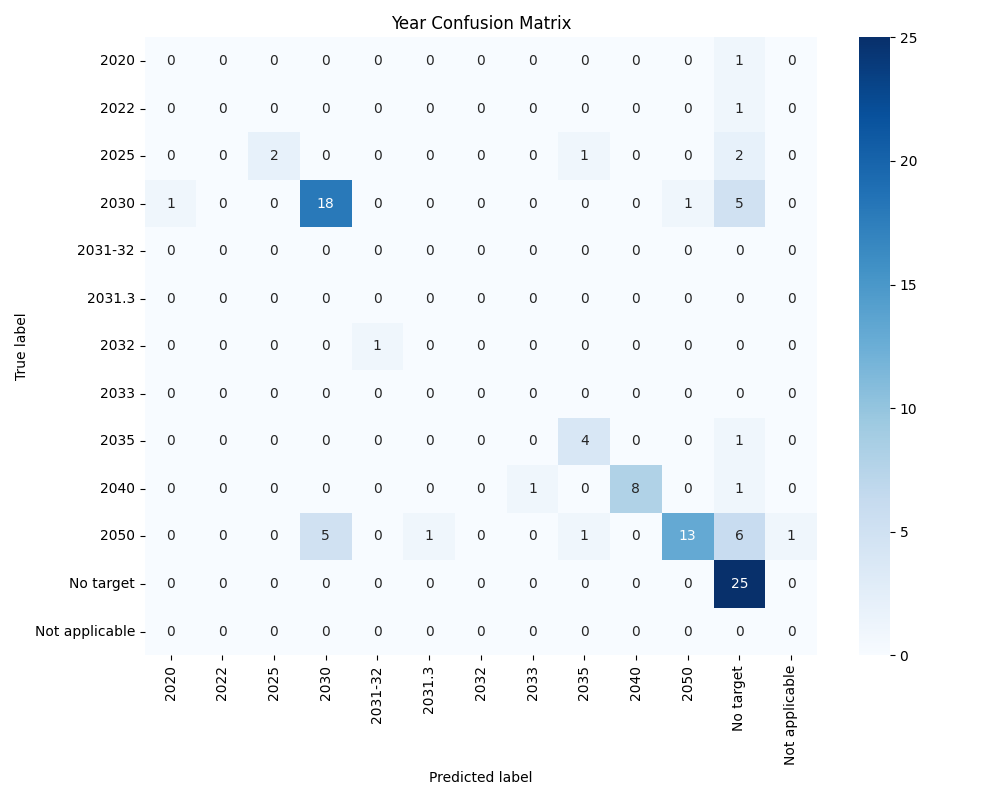 Year Confusion Matrix
True label
2020 0 0 0 0 0 0 0 0 0 0 0 1 0
2022 0 0 0 0 0 0 0 0 0 0 0 1 0
2025 0 0 2 0 0 0 0 0 1 0 0 2 0
2030 1 0 0 18 0 0 0 0 0 0 1 5 0
2031-32 0 0 0 0 0 0 0 0 0 0 0 0 0
2031.3 0 0 0 0 0 0 0 0 0 0 0 0 0
2032 0 0 0 0 1 0 0 0 0 0 0 0 0
2033 0 0 0 0 0 0 0 0 0 0 0 0 0
2035 0 0 0 0 0 0 0 0 4 0 0 1 0
2040 0 0 0 0 0 0 0 1 0 8 0 1 0
2050 0 0 0 5 0 1 0 0 1 0 13 6 1
No target 0 0 0 0 0 0 0 0 0 0 0 25 0
Not applicable 0 0 0 0 0 0 0 0 0 0 0 0 0
2020 2022 2025 2030 2031-32 2031.3 2032 2033 2035 2040 2050 No target Not applicable
Predicted label
25
20
15
10
5
0